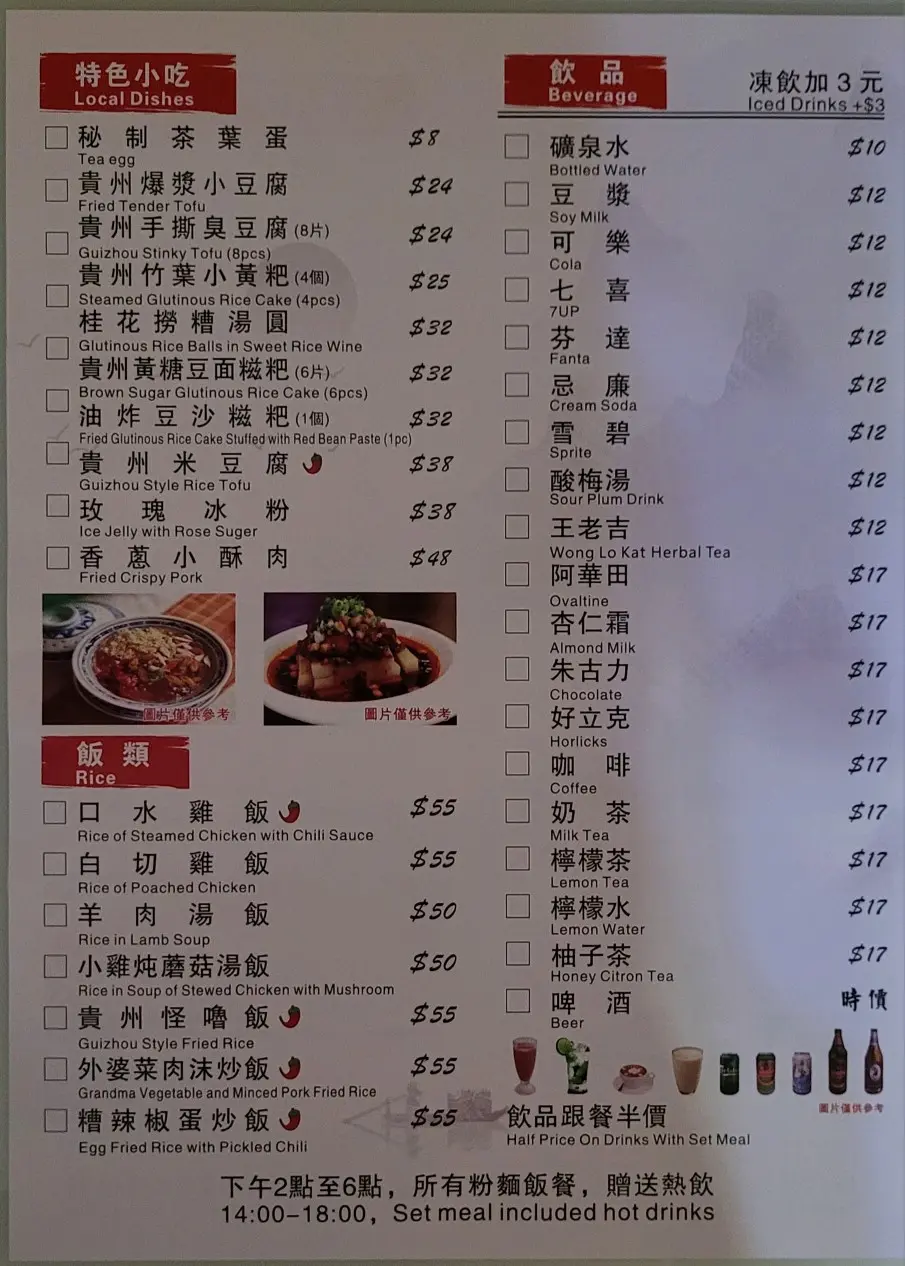 特色小吃
Local Dishes
秘制茶葉蛋 $8
Tea egg
貴州爆漿小豆腐 $24
Fried Tender Tofu
貴州手撕臭豆腐(8片) $24
Guizhou Stinky Tofu (8pcs)
貴州竹葉小黃粑(4個) $25
Steamed Glutinous Rice Cake (4pcs)
桂花撈糟湯圓 $32
Glutinous Rice Balls in Sweet Rice Wine
貴州黃糖豆面糍粑(6片) $32
Brown Sugar Glutinous Rice Cake (6pcs)
油炸豆沙糍粑(1個) $32
Fried Glutinous Rice Cake Stuffed with Red Bean Paste (1pc)
貴州米豆腐 $38
Guizhou Style Rice Tofu
玫瑰冰粉 $38
Ice Jelly with Rose Suger
香蔥小酥肉 $48
Fried Crispy Pork
圖片僅供參考
圖片僅供參考
飯類
Rice
口水雞飯 $55
Rice of Steamed Chicken with Chili Sauce
白切雞飯 $55
Rice of Poached Chicken
羊肉湯飯 $50
Rice in Lamb Soup
小雞炖蘑菇湯飯 $50
Rice in Soup of Stewed Chicken with Mushroom
貴州怪嚕飯 $55
Guizhou Style Fried Rice
外婆菜肉沫炒飯 $55
Grandma Vegetable and Minced Pork Fried Rice
糟辣椒蛋炒飯 $55
Egg Fried Rice with Pickled Chili
飲品
Beverage
凍飲加3元
Iced Drinks +$3
礦泉水 $10
Bottled Water
豆漿 $12
Soy Milk
可樂 $12
Cola
七喜 $12
7UP
芬達 $12
Fanta
忌廉 $12
Cream Soda
雪碧 $12
Sprite
酸梅湯 $12
Sour Plum Drink
王老吉 $12
Wong Lo Kat Herbal Tea
阿華田 $17
Ovaltine
杏仁霜 $17
Almond Milk
朱古力 $17
Chocolate
好立克 $17
Horlicks
咖啡 $17
Coffee
奶茶 $17
Milk Tea
檸檬茶 $17
Lemon Tea
檸檬水 $17
Lemon Water
柚子茶 $17
Honey Citron Tea
啤酒 時價
Beer
圖片僅供參考
飲品跟餐半價
Half Price On Drinks With Set Meal
下午2點至6點，所有粉麵飯餐，贈送熱飲
14:00-18:00, Set meal included hot drinks